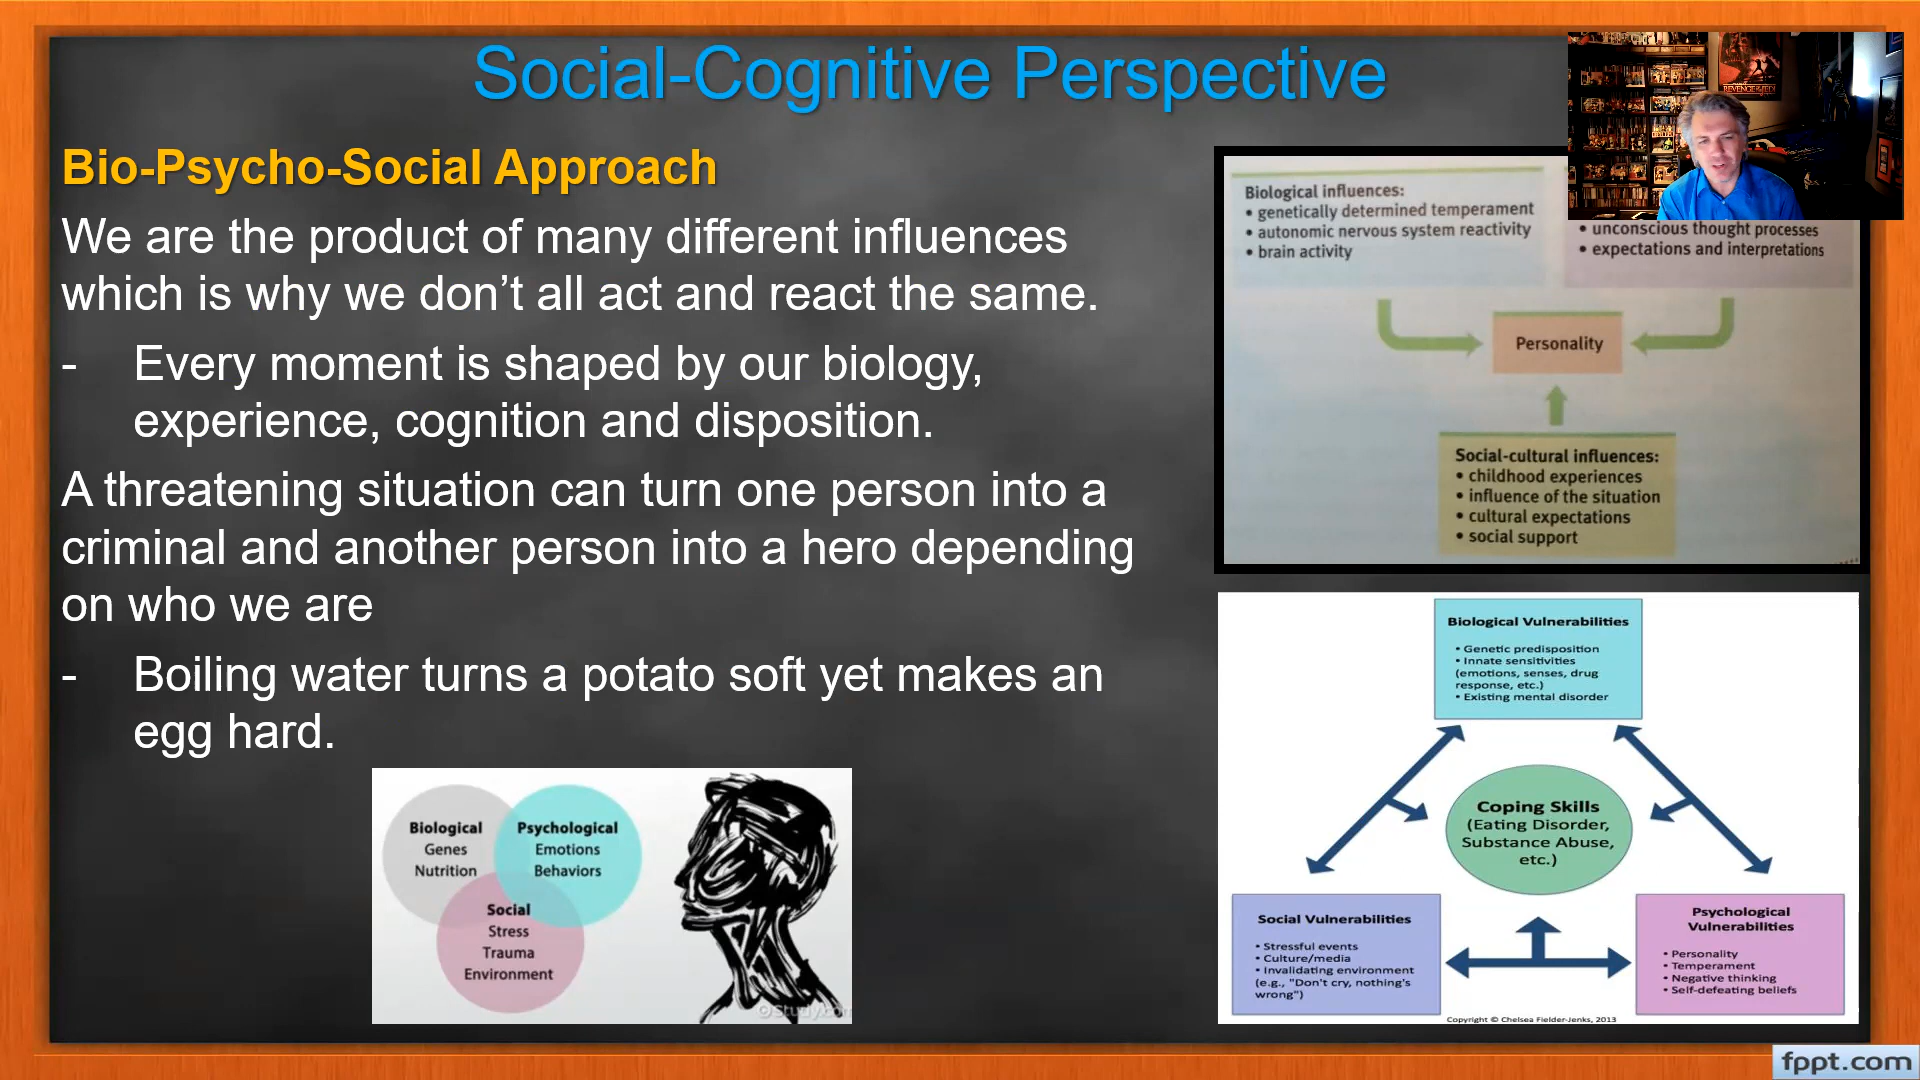 Social-Cognitive Perspective
Bio-Psycho-Social Approach
We are the product of many different influences
which is why we don’t all act and react the same.
- Every moment is shaped by our biology,
experience, cognition and disposition.
A threatening situation can turn one person into a
criminal and another person into a hero depending
on who we are
- Boiling water turns a potato soft yet makes an
egg hard.
Biological
Genes
Nutrition
Psychological
Emotions
Behaviors
Social
Stress
Trauma
Environment
© Study.com
REVENGE OF THE JEDI
Biological influences:
• genetically determined temperament
• autonomic nervous system reactivity
• brain activity
• unconscious thought processes
• expectations and interpretations
Personality
Social-cultural influences:
• childhood experiences
• influence of the situation
• cultural expectations
• social support
Biological Vulnerabilities
• Genetic predisposition
• Innate sensitivities
(emotions, senses, drug
response, etc.)
• Existing mental disorder
Coping Skills
(Eating Disorder,
Substance Abuse,
etc.)
Social Vulnerabilities
• Stressful events
• Culture/media
• Invalidating environment
(e.g., "Don't cry, nothing's
wrong")
Psychological
Vulnerabilities
• Personality
• Temperament
• Negative thinking
• Self-defeating beliefs
Copyright © Chelsea Fielder-Jenks, 2013
fppt.com